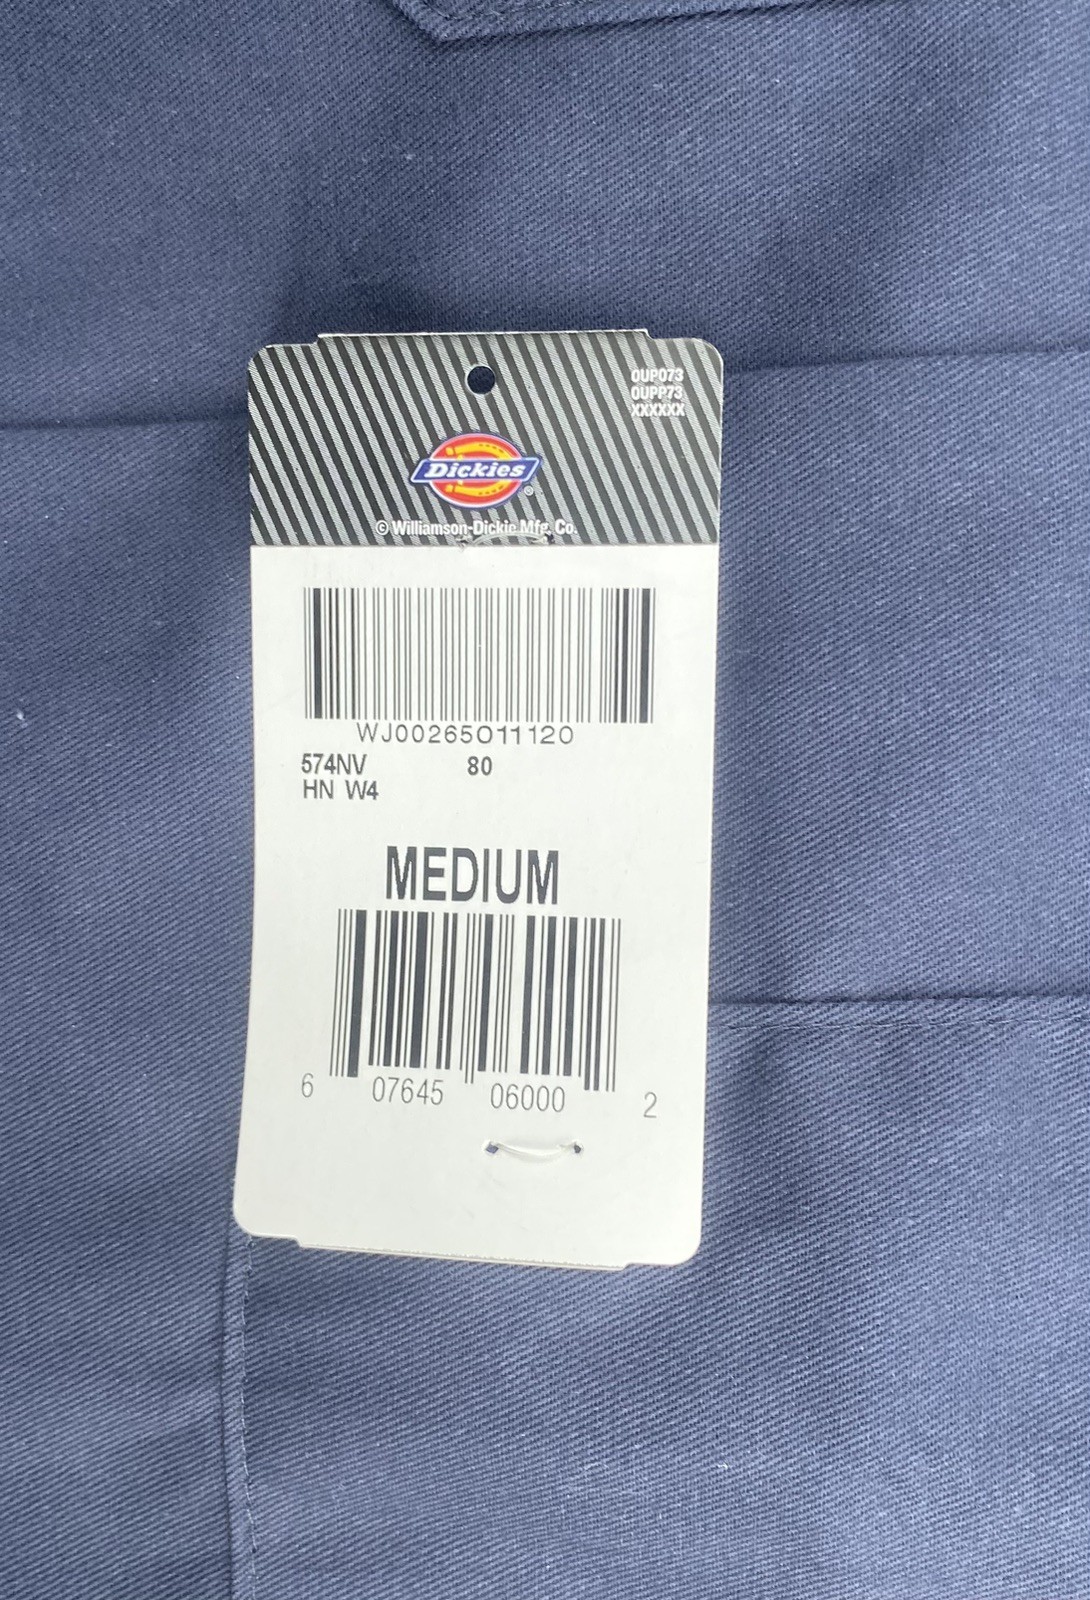 OUP073
OUPP73
XXXXXX
Dickies®
© Williamson-Dickie Mfg. Co.
WJ00265011120
574NV 80
HN W4
MEDIUM
6 07645 06000 2